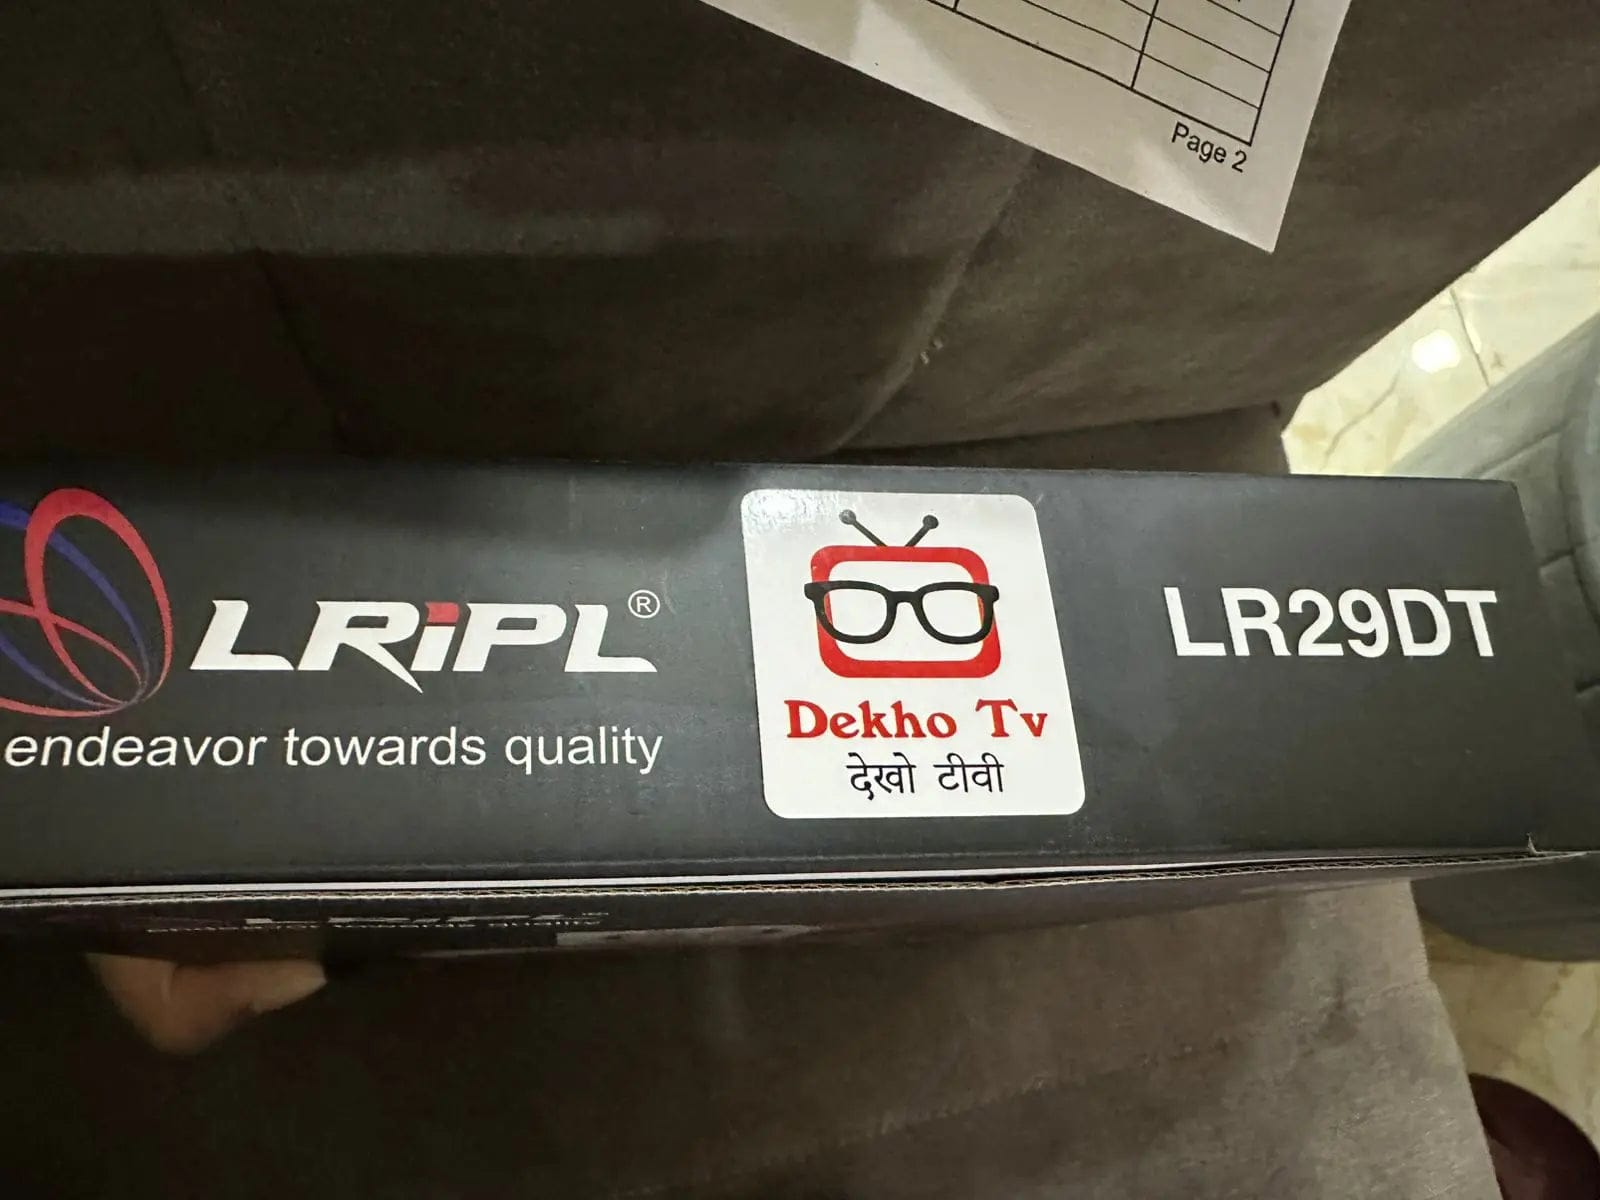 Page 2
LRiPL®
endeavor towards quality
Dekho Tv
देखो टीवी
LR29DT